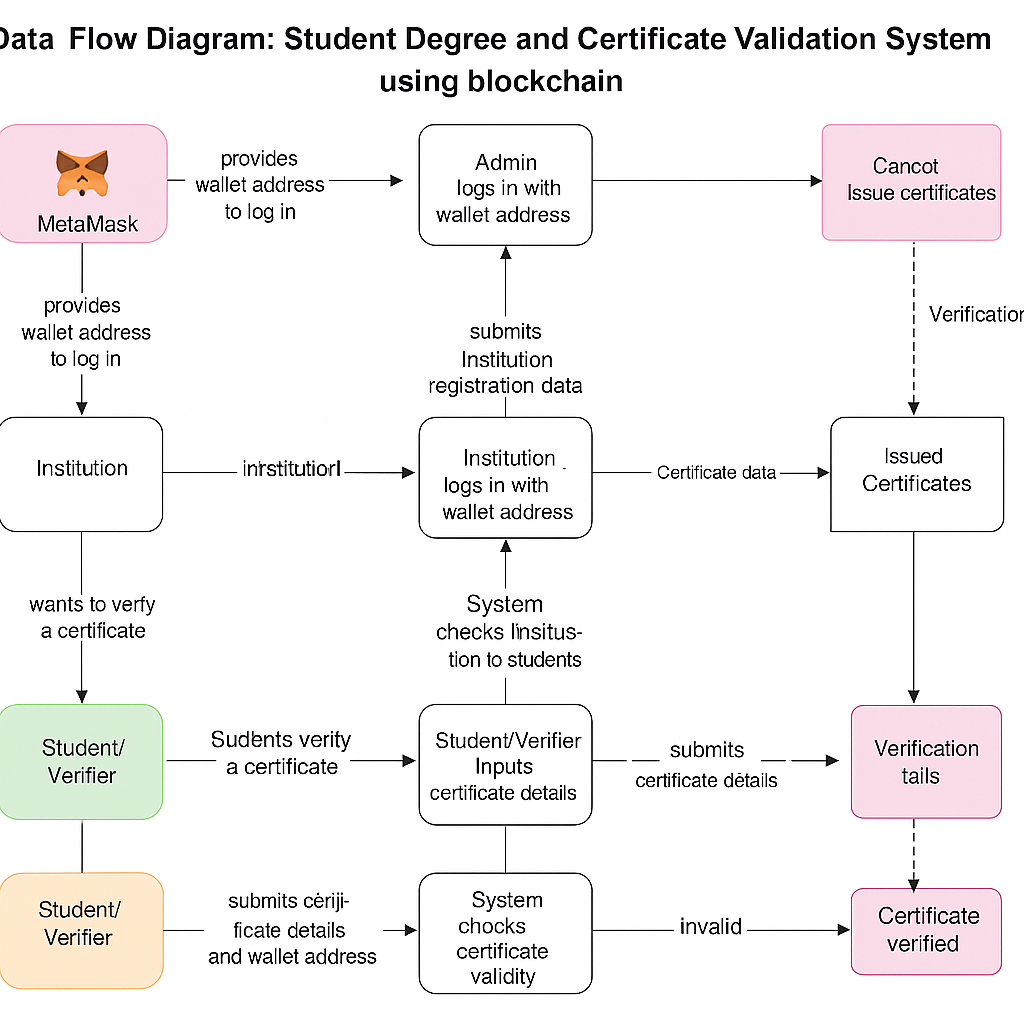 Data Flow Diagram: Student Degree and Certificate Validation System
using blockchain
MetaMask
provides
wallet address
to log in
Admin
logs in with
wallet address
Cancot
Issue certificates
provides
wallet address
to log in
submits
Institution
registration data
Verification
Institution
inrstitutiorl
Institution
logs in with
wallet address
Certificate data
Issued
Certificates
wants to verfy
a certificate
System
checks l'insitus-
tion to students
Student/
Verifier
Sudents verity
a certificate
Student/Verifier
Inputs
certificate details
submits
certificate details
Verification
tails
Student/
Verifier
submits cèriji-
ficate details
and wallet address
System
chocks
certificate
validity
invalid
Certificate
verified